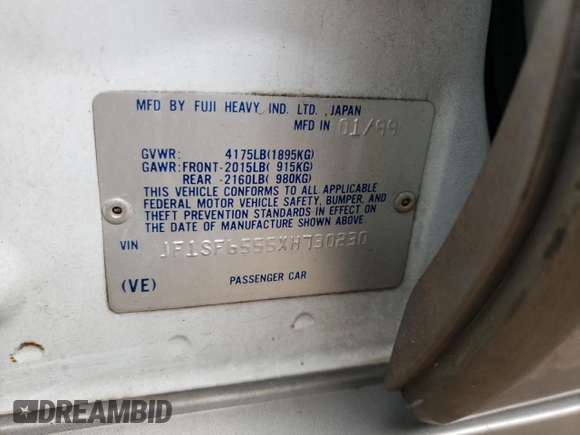 MFD BY FUJI HEAVY IND. LTD. ,JAPAN
MFD IN 01/99
GVWR: 4175LB(1895KG)
GAWR:FRONT-2015LB( 915KG)
REAR -2160LB( 980KG)
THIS VEHICLE CONFORMS TO ALL APPLICABLE
FEDERAL MOTOR VEHICLE SAFETY, BUMPER, AND
THEFT PREVENTION STANDARDS IN EFFECT ON
THE DATE OF MANUFACTURE SHOWN ABOVE.
VIN JF1SF6555XH730230
(VE) PASSENGER CAR
DREAMBID